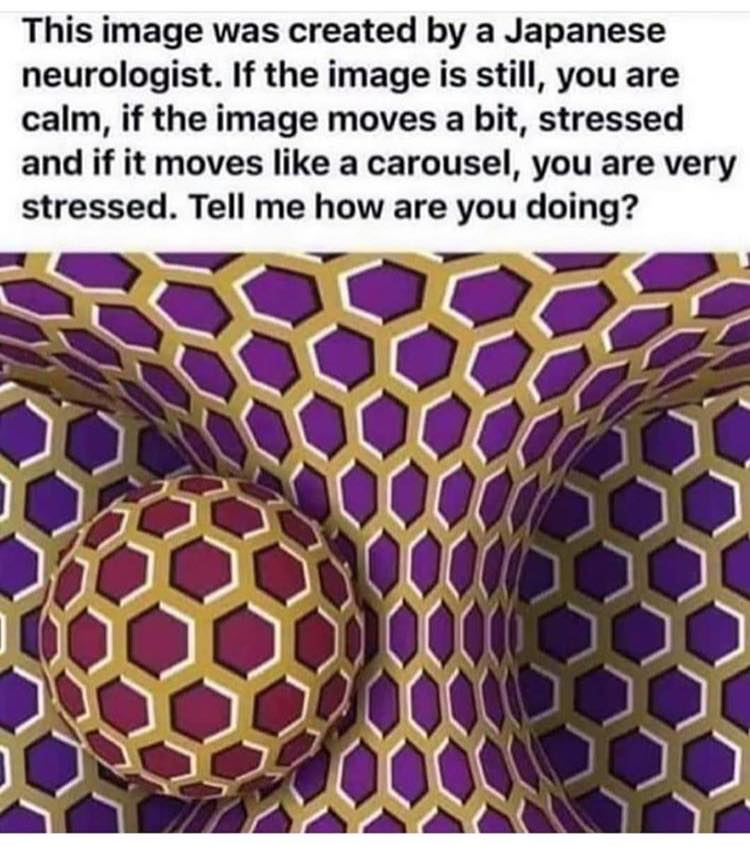 This image was created by a Japanese
neurologist. If the image is still, you are
calm, if the image moves a bit, stressed
and if it moves like a carousel, you are very
stressed. Tell me how are you doing?